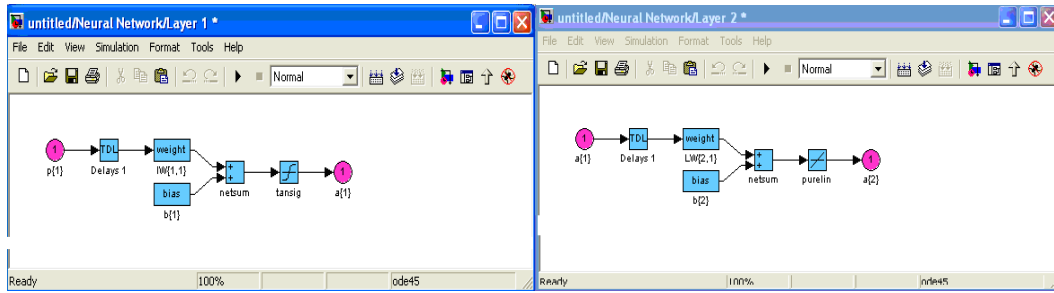 untitled/Neural Network/Layer 1 *
File Edit View Simulation Format Tools Help
Normal
1 TDL weight
p{1} Delays 1 IW{1,1}
+
+
1
bias netsum tansig a{1}
b{1}
Ready 100% ode45
untitled/Neural Network/Layer 2 *
File Edit View Simulation Format Tools Help
Normal
1 TDL weight
a{1} Delays 1 LW{2,1}
+
+
1
bias netsum purelin a{2}
b{2}
Ready 100% ode45